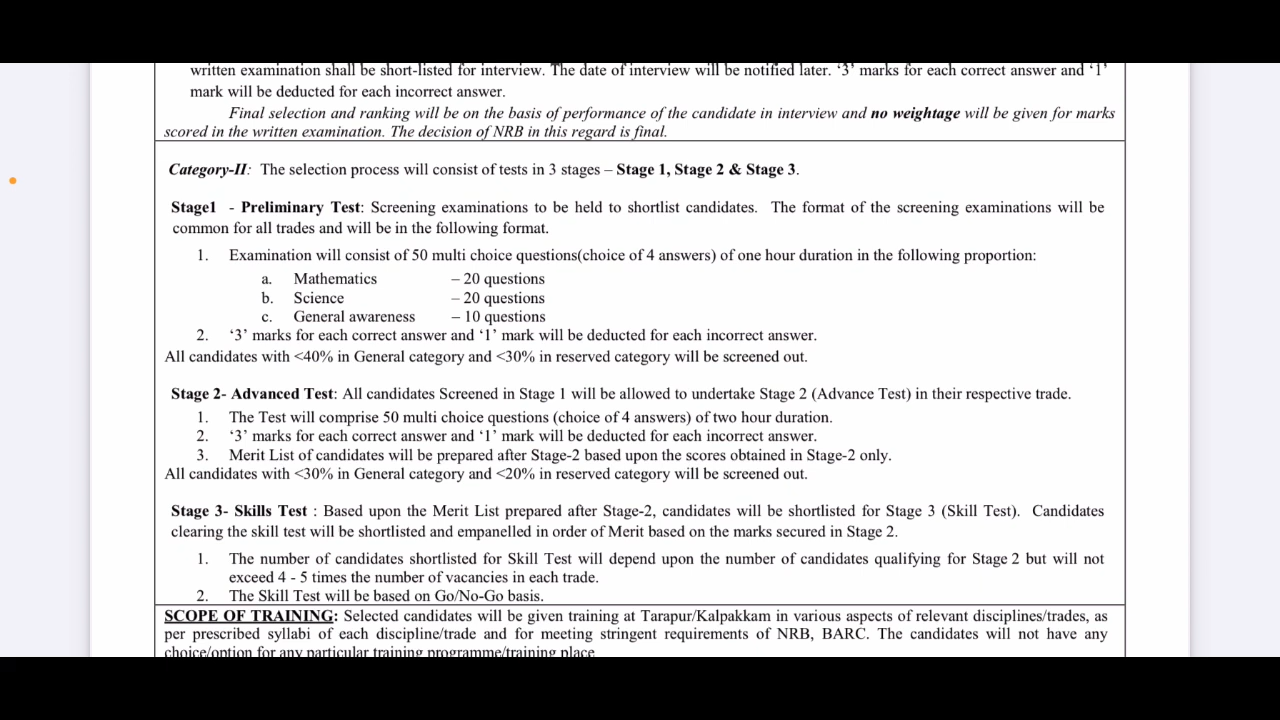 written examination shall be short-listed for interview. The date of interview will be notified later. ‘3’ marks for each correct answer and ‘1’
mark will be deducted for each incorrect answer.
Final selection and ranking will be on the basis of performance of the candidate in interview and no weightage will be given for marks
scored in the written examination. The decision of NRB in this regard is final.
Category-II: The selection process will consist of tests in 3 stages – Stage 1, Stage 2 & Stage 3.
Stage1 - Preliminary Test: Screening examinations to be held to shortlist candidates. The format of the screening examinations will be
common for all trades and will be in the following format.
1. Examination will consist of 50 multi choice questions(choice of 4 answers) of one hour duration in the following proportion:
a. Mathematics – 20 questions
b. Science – 20 questions
c. General awareness – 10 questions
2. ‘3’ marks for each correct answer and ‘1’ mark will be deducted for each incorrect answer.
All candidates with <40% in General category and <30% in reserved category will be screened out.
Stage 2- Advanced Test: All candidates Screened in Stage 1 will be allowed to undertake Stage 2 (Advance Test) in their respective trade.
1. The Test will comprise 50 multi choice questions (choice of 4 answers) of two hour duration.
2. ‘3’ marks for each correct answer and ‘1’ mark will be deducted for each incorrect answer.
3. Merit List of candidates will be prepared after Stage-2 based upon the scores obtained in Stage-2 only.
All candidates with <30% in General category and <20% in reserved category will be screened out.
Stage 3- Skills Test : Based upon the Merit List prepared after Stage-2, candidates will be shortlisted for Stage 3 (Skill Test). Candidates
clearing the skill test will be shortlisted and empanelled in order of Merit based on the marks secured in Stage 2.
1. The number of candidates shortlisted for Skill Test will depend upon the number of candidates qualifying for Stage 2 but will not
exceed 4 - 5 times the number of vacancies in each trade.
2. The Skill Test will be based on Go/No-Go basis.
SCOPE OF TRAINING: Selected candidates will be given training at Tarapur/Kalpakkam in various aspects of relevant disciplines/trades, as
per prescribed syllabi of each discipline/trade and for meeting stringent requirements of NRB, BARC. The candidates will not have any
choice/option for any particular training programme/training place